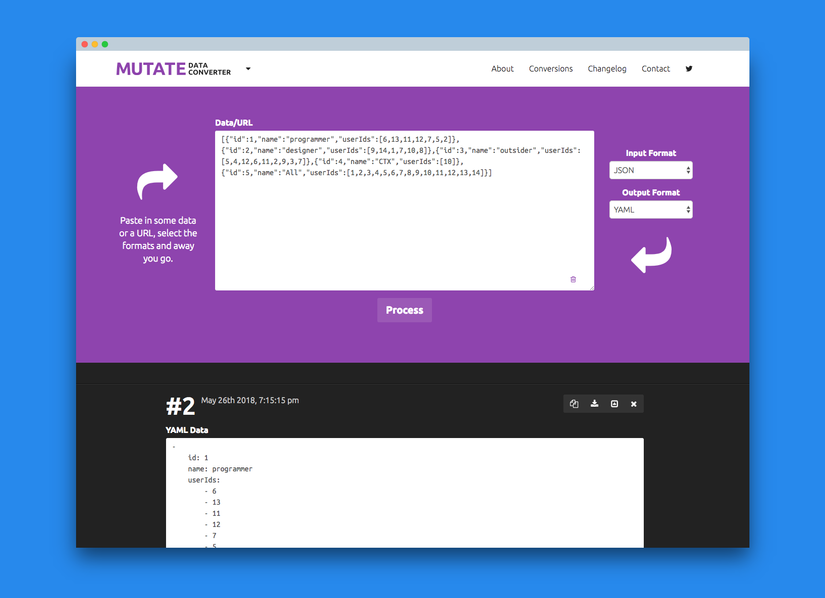 MUTATE DATA CONVERTER
About
Conversions
Changelog
Contact
Data/URL
[{"id":1,"name":"programmer","userIds":[6,13,11,12,7,5,2]},
{"id":2,"name":"designer","userIds":[9,14,1,7,10,8]},{"id":3,"name":"outsider","userIds":
[5,4,12,6,11,2,9,3,7]},{"id":4,"name":"CTX","userIds":[10]},
{"id":5,"name":"All","userIds":[1,2,3,4,5,6,7,8,9,10,11,12,13,14]}]
Paste in some data
or a URL, select the
formats and away
you go.
Input Format
JSON
Output Format
YAML
Process
#2
May 26th 2018, 7:15:15 pm
YAML Data
-
id: 1
name: programmer
userIds:
- 6
- 13
- 11
- 12
- 7
- 5